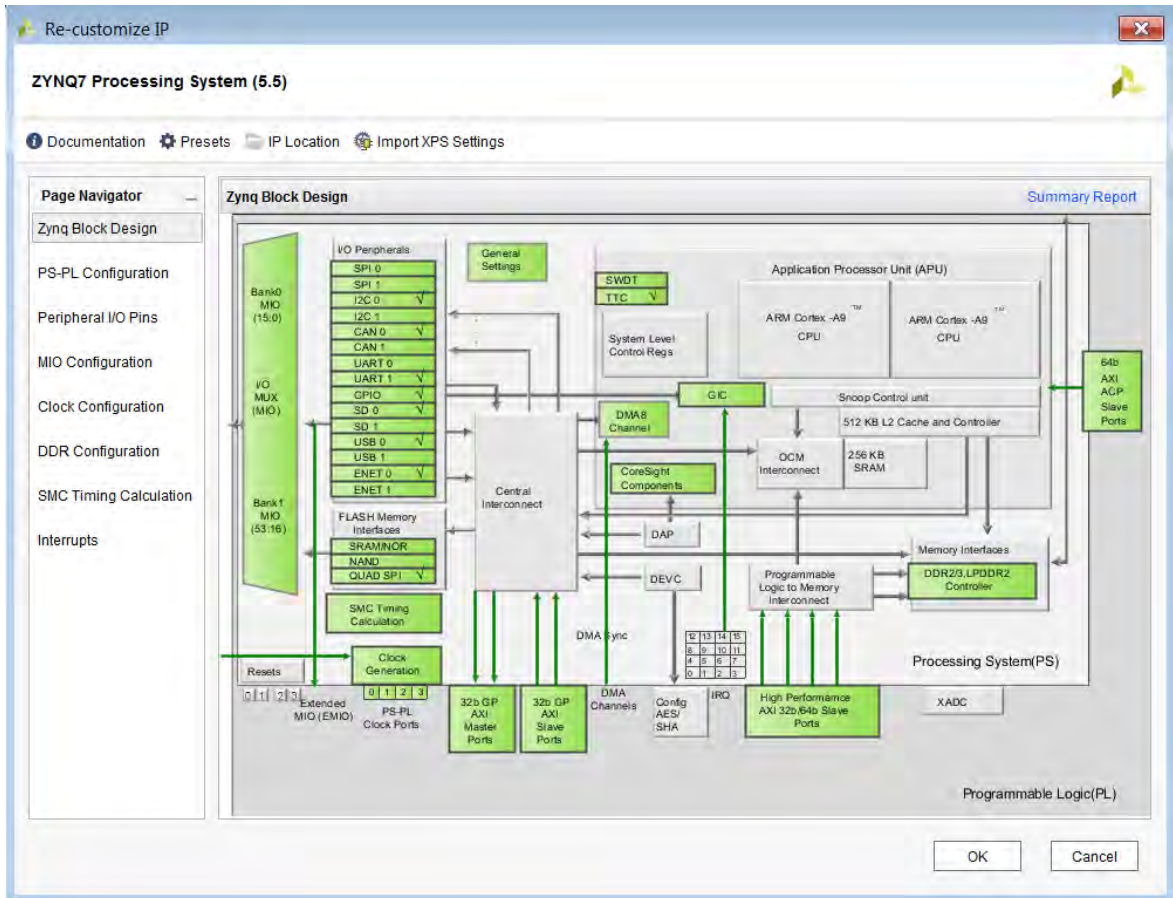 Re-customize IP
ZYNQ7 Processing System (5.5)
Documentation
Presets
IP Location
Import XPS Settings
Page Navigator
Zynq Block Design
PS-PL Configuration
Peripheral I/O Pins
MIO Configuration
Clock Configuration
DDR Configuration
SMC Timing Calculation
Interrupts
Zynq Block Design
Summary Report
Bank0
MIO
(15:0)
I/O
MUX
(MIO)
Bank1
MIO
(53:16)
I/O Peripherals
SPI 0
SPI 1
I2C 0 √
I2C 1
CAN 0 √
CAN 1
UART 0
UART 1 √
GPIO √
SD 0 √
SD 1
USB 0 √
USB 1
ENET 0 √
ENET 1
FLASH Memory
Interfaces
SRAM/NOR
NAND
QUAD SPI √
SMC Timing
Calculation
Clock
Generation
0 1 2 3
PS-PL
Clock Ports
Resets
0 1 2 3
Extended
MIO (EMIO)
General
Settings
Central
Interconnect
32b GP
AXI
Master
Ports
32b GP
AXI
Slave
Ports
DMA Sync
DMA
Channels
SWDT
TTC √
System Level
Control Regs
DMA8
Channel
GIC
CoreSight
Components
DAP
DEVC
Config
AES/
SHA
12 13 14 15
8 9 10 11
4 5 6 7
0 1 2 3
IRQ
Application Processor Unit (APU)
ARM Cortex -A9 ™
CPU
ARM Cortex -A9 ™
CPU
Snoop Control unit
512 KB L2 Cache and Controller
OCM
Interconnect
256 KB
SRAM
64b
AXI
ACP
Slave
Ports
Programmable
Logic to Memory
Interconnect
Memory Interfaces
DDR2/3,LPDDR2
Controller
High Performance
AXI 32b/64b Slave
Ports
Processing System(PS)
XADC
Programmable Logic(PL)
OK
Cancel